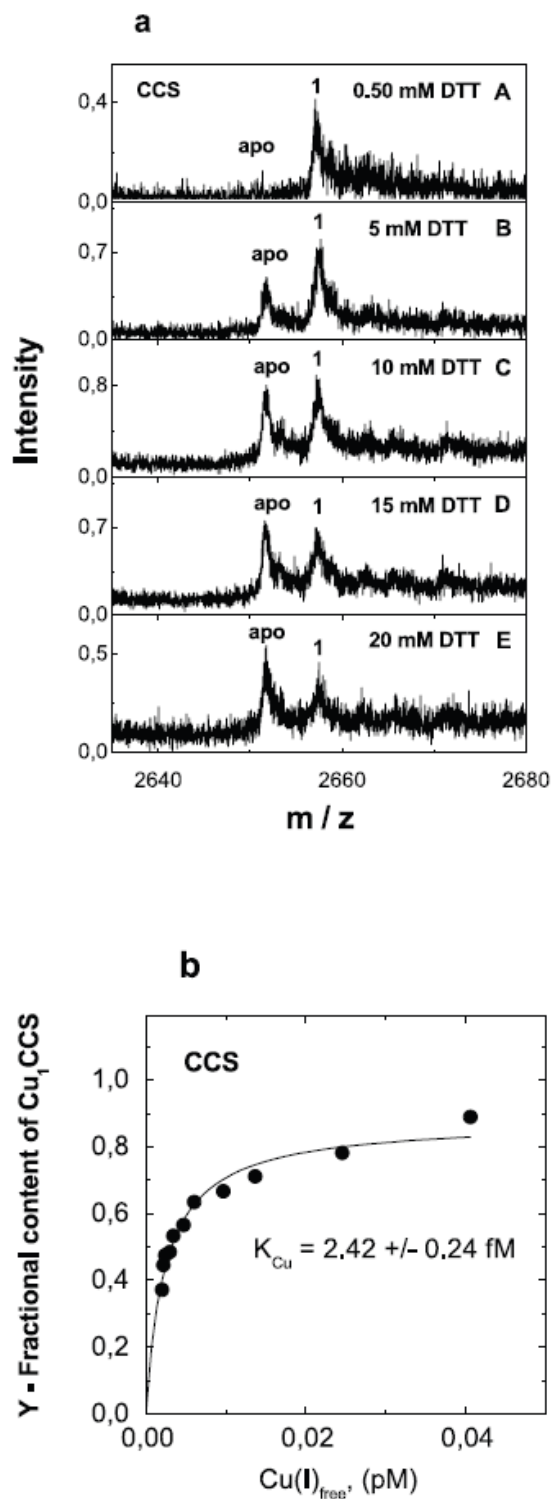 a
CCS
0.50 mM DTT A
apo
1
0,4
0,0
5 mM DTT B
apo
1
0,7
0,0
10 mM DTT C
apo
1
0,8
0,0
15 mM DTT D
apo
1
0,7
0,0
20 mM DTT E
apo
1
0,5
0,0
Intensity
2640 2660 2680
m / z
b
CCS
1,0
0,8
0,6
0,4
0,2
0,0
K_Cu = 2.42 +/- 0.24 fM
Y - Fractional content of Cu₁CCS
0,00 0,02 0,04
Cu(I)_free, (pM)